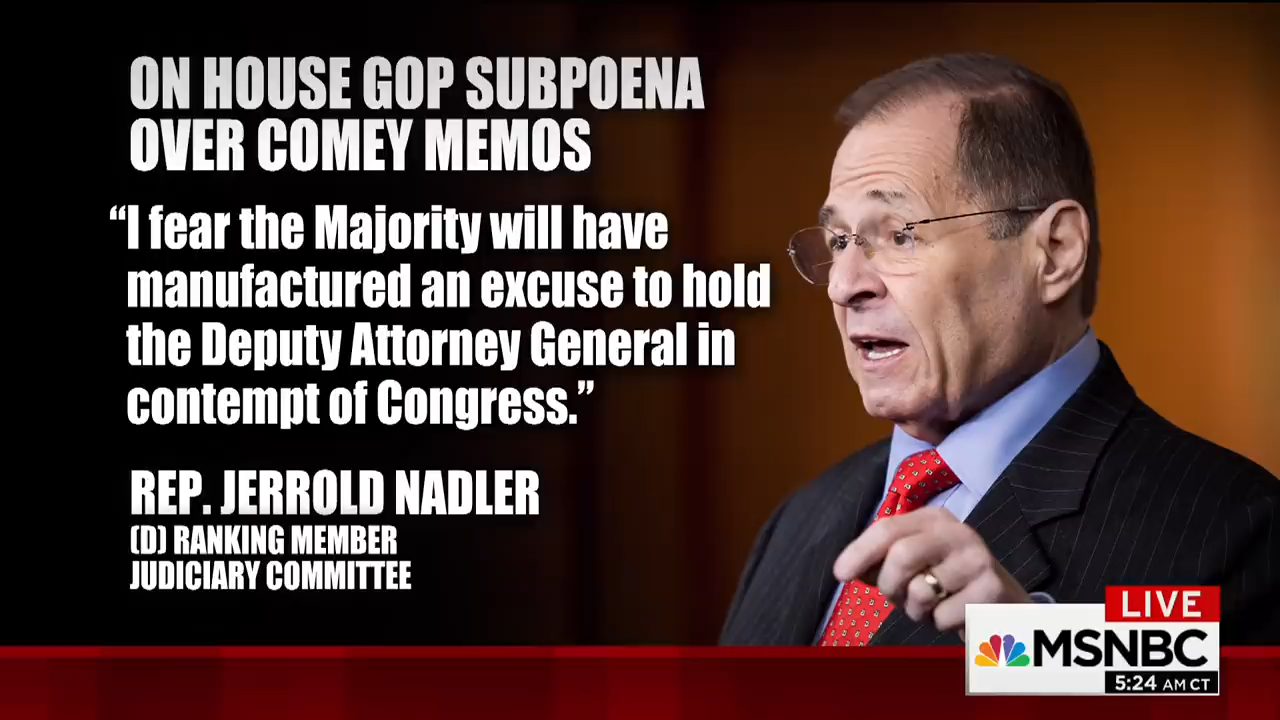 ON HOUSE GOP SUBPOENA
OVER COMEY MEMOS
“I fear the Majority will have
manufactured an excuse to hold
the Deputy Attorney General in
contempt of Congress.”
REP. JERROLD NADLER
(D) RANKING MEMBER
JUDICIARY COMMITTEE
LIVE
MSNBC
5:24 AM CT